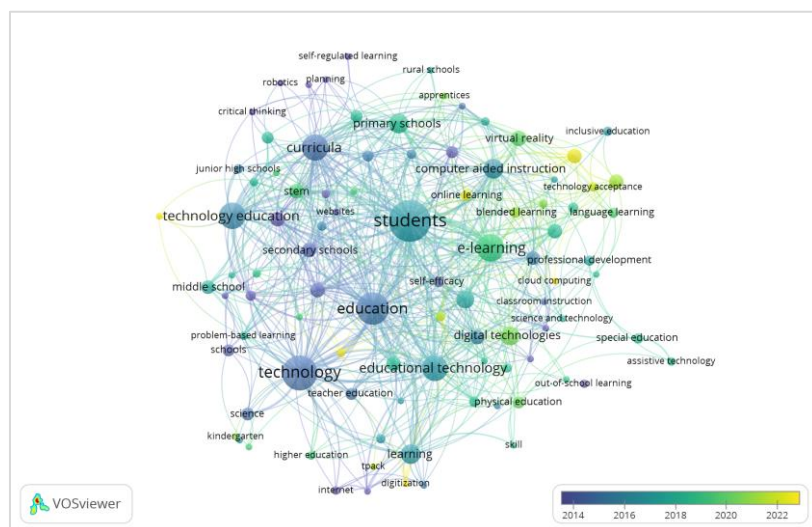 self-regulated learning
rural schools
robotics
planning
apprentices
critical thinking
primary schools
inclusive education
virtual reality
curricula
junior high schools
computer aided instruction
technology acceptance
stem
online learning
websites
technology education
students
blended learning
language learning
secondary schools
e-learning
professional development
middle school
self-efficacy
cloud computing
classroom instruction
education
science and technology
problem-based learning
digital technologies
special education
schools
technology
educational technology
assistive technology
out-of-school learning
teacher education
physical education
science
kindergarten
higher education
learning
skill
tpack
internet
digitization
VOSviewer
2014 2016 2018 2020 2022